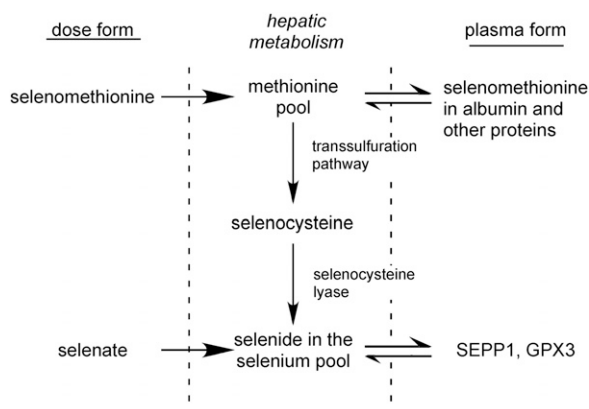 dose form
hepatic
metabolism
plasma form
selenomethionine
methionine
pool
selenomethionine
in albumin and
other proteins
transsulfuration
pathway
selenocysteine
selenocysteine
lyase
selenate
selenide in the
selenium pool
SEPP1, GPX3